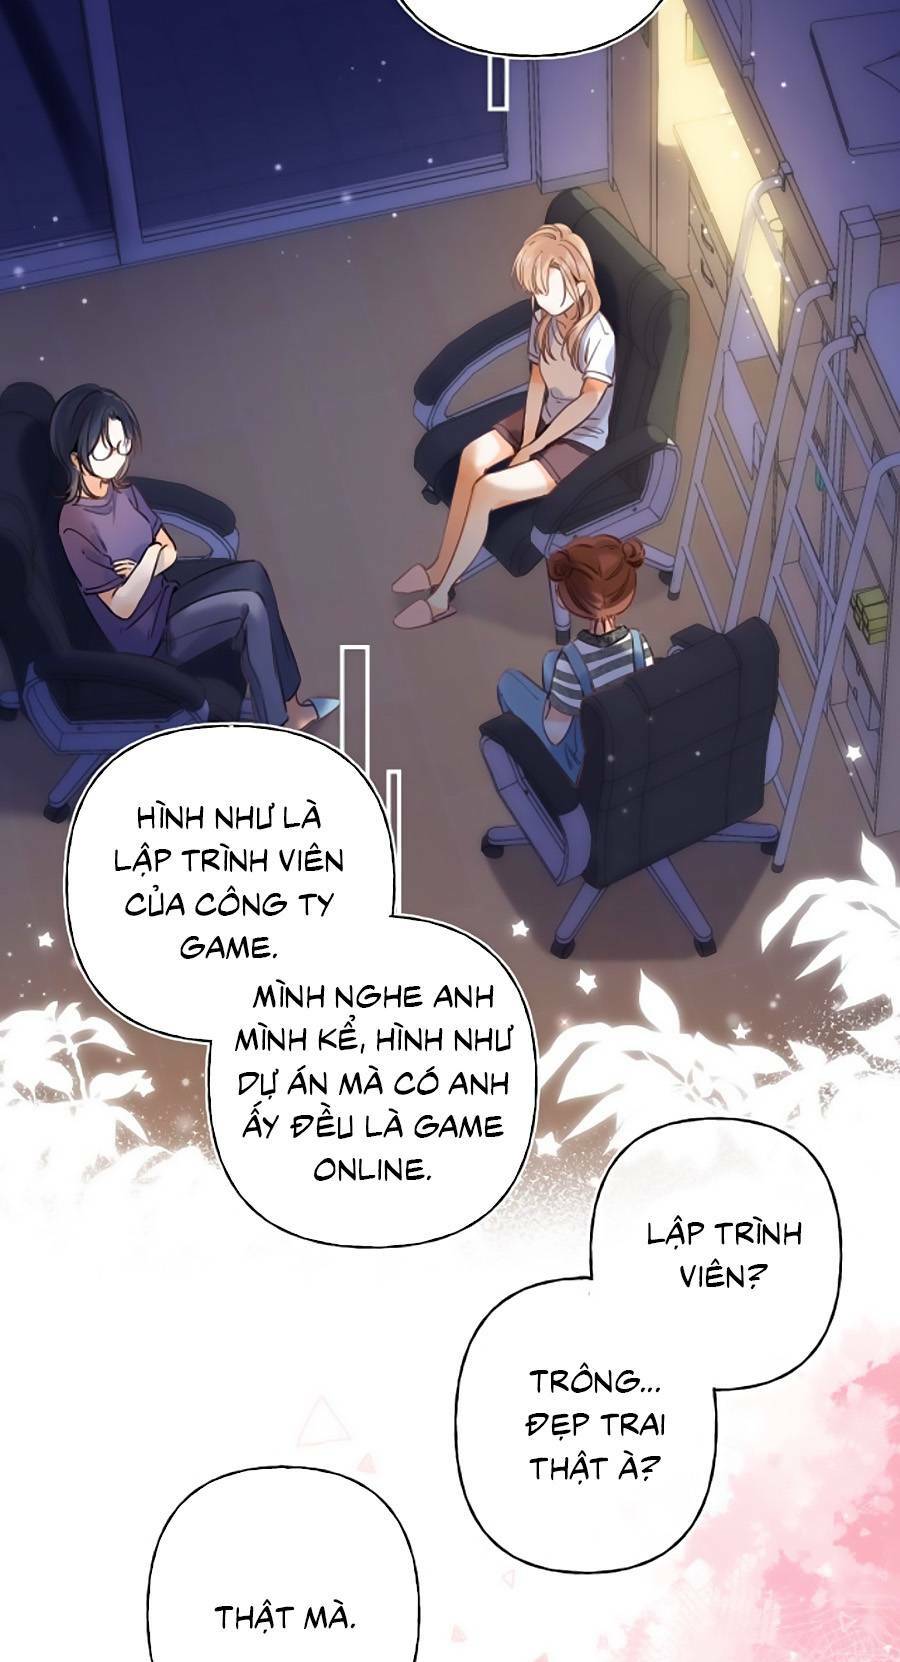 HÌNH NHƯ LÀ
LẬP TRÌNH VIÊN
CỦA CÔNG TY
GAME.
MÌNH NGHE ANH
MÌNH KỂ, HÌNH NHƯ
DỰ ÁN MÀ CÓ ANH
ẤY ĐỀU LÀ GAME
ONLINE.
LẬP TRÌNH
VIÊN?
TRÔNG...
ĐẸP TRAI
THẬT À?
THẬT MÀ.